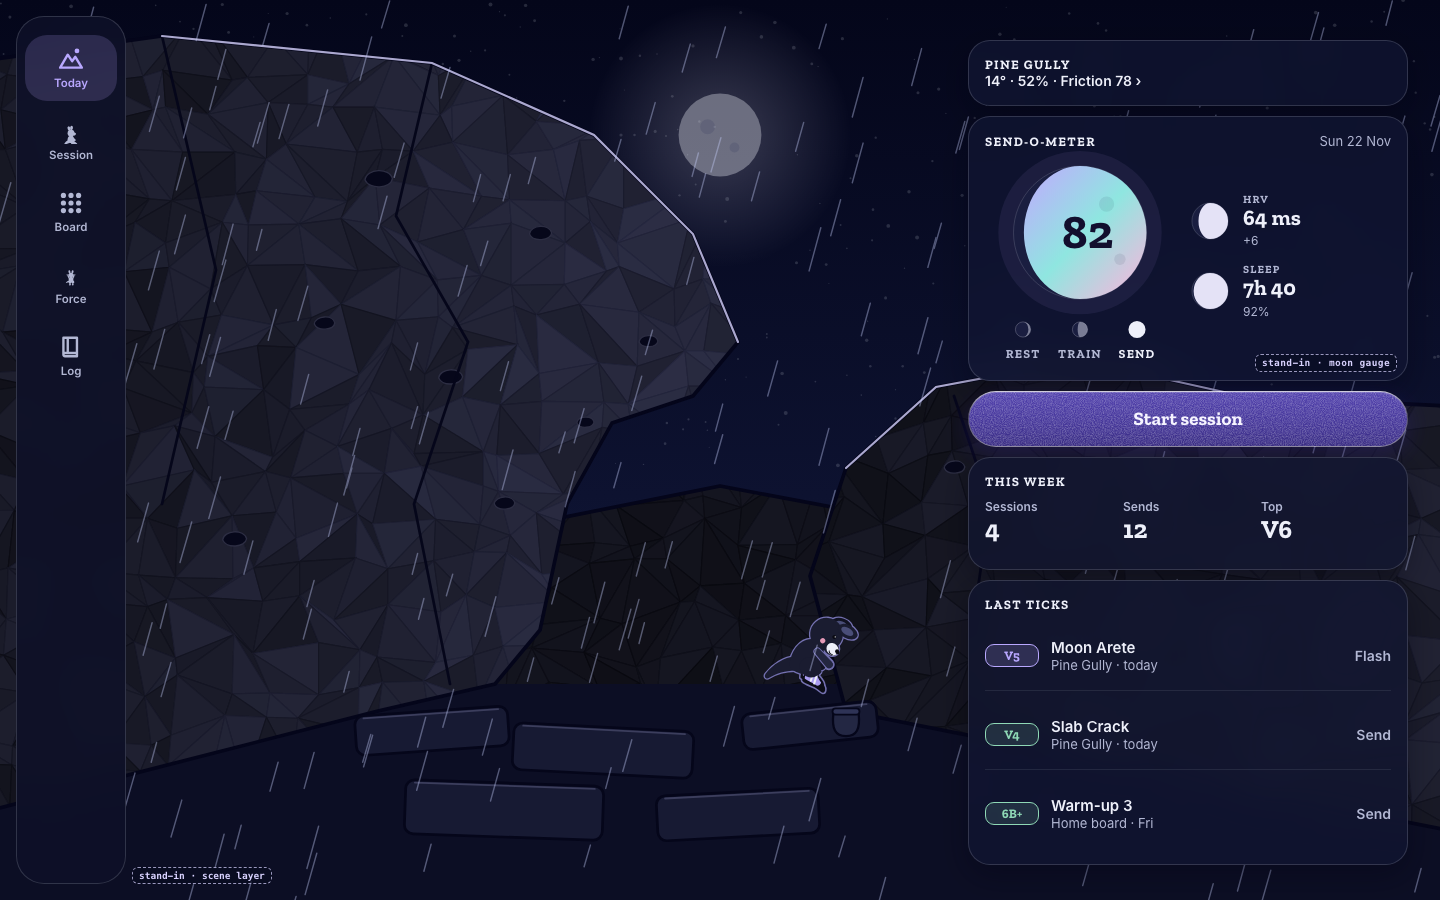 Today
Session
Board
Force
Log
stand-in · scene layer
PINE GULLY
14° · 52% · Friction 78 ›
SEND-O-METER
Sun 22 Nov
82
HRV
64 ms
+6
SLEEP
7h 40
92%
REST
TRAIN
SEND
stand-in · moon gauge
Start session
THIS WEEK
Sessions
4
Sends
12
Top
V6
LAST TICKS
V5
Moon Arete
Pine Gully · today
Flash
V4
Slab Crack
Pine Gully · today
Send
6B+
Warm-up 3
Home board · Fri
Send